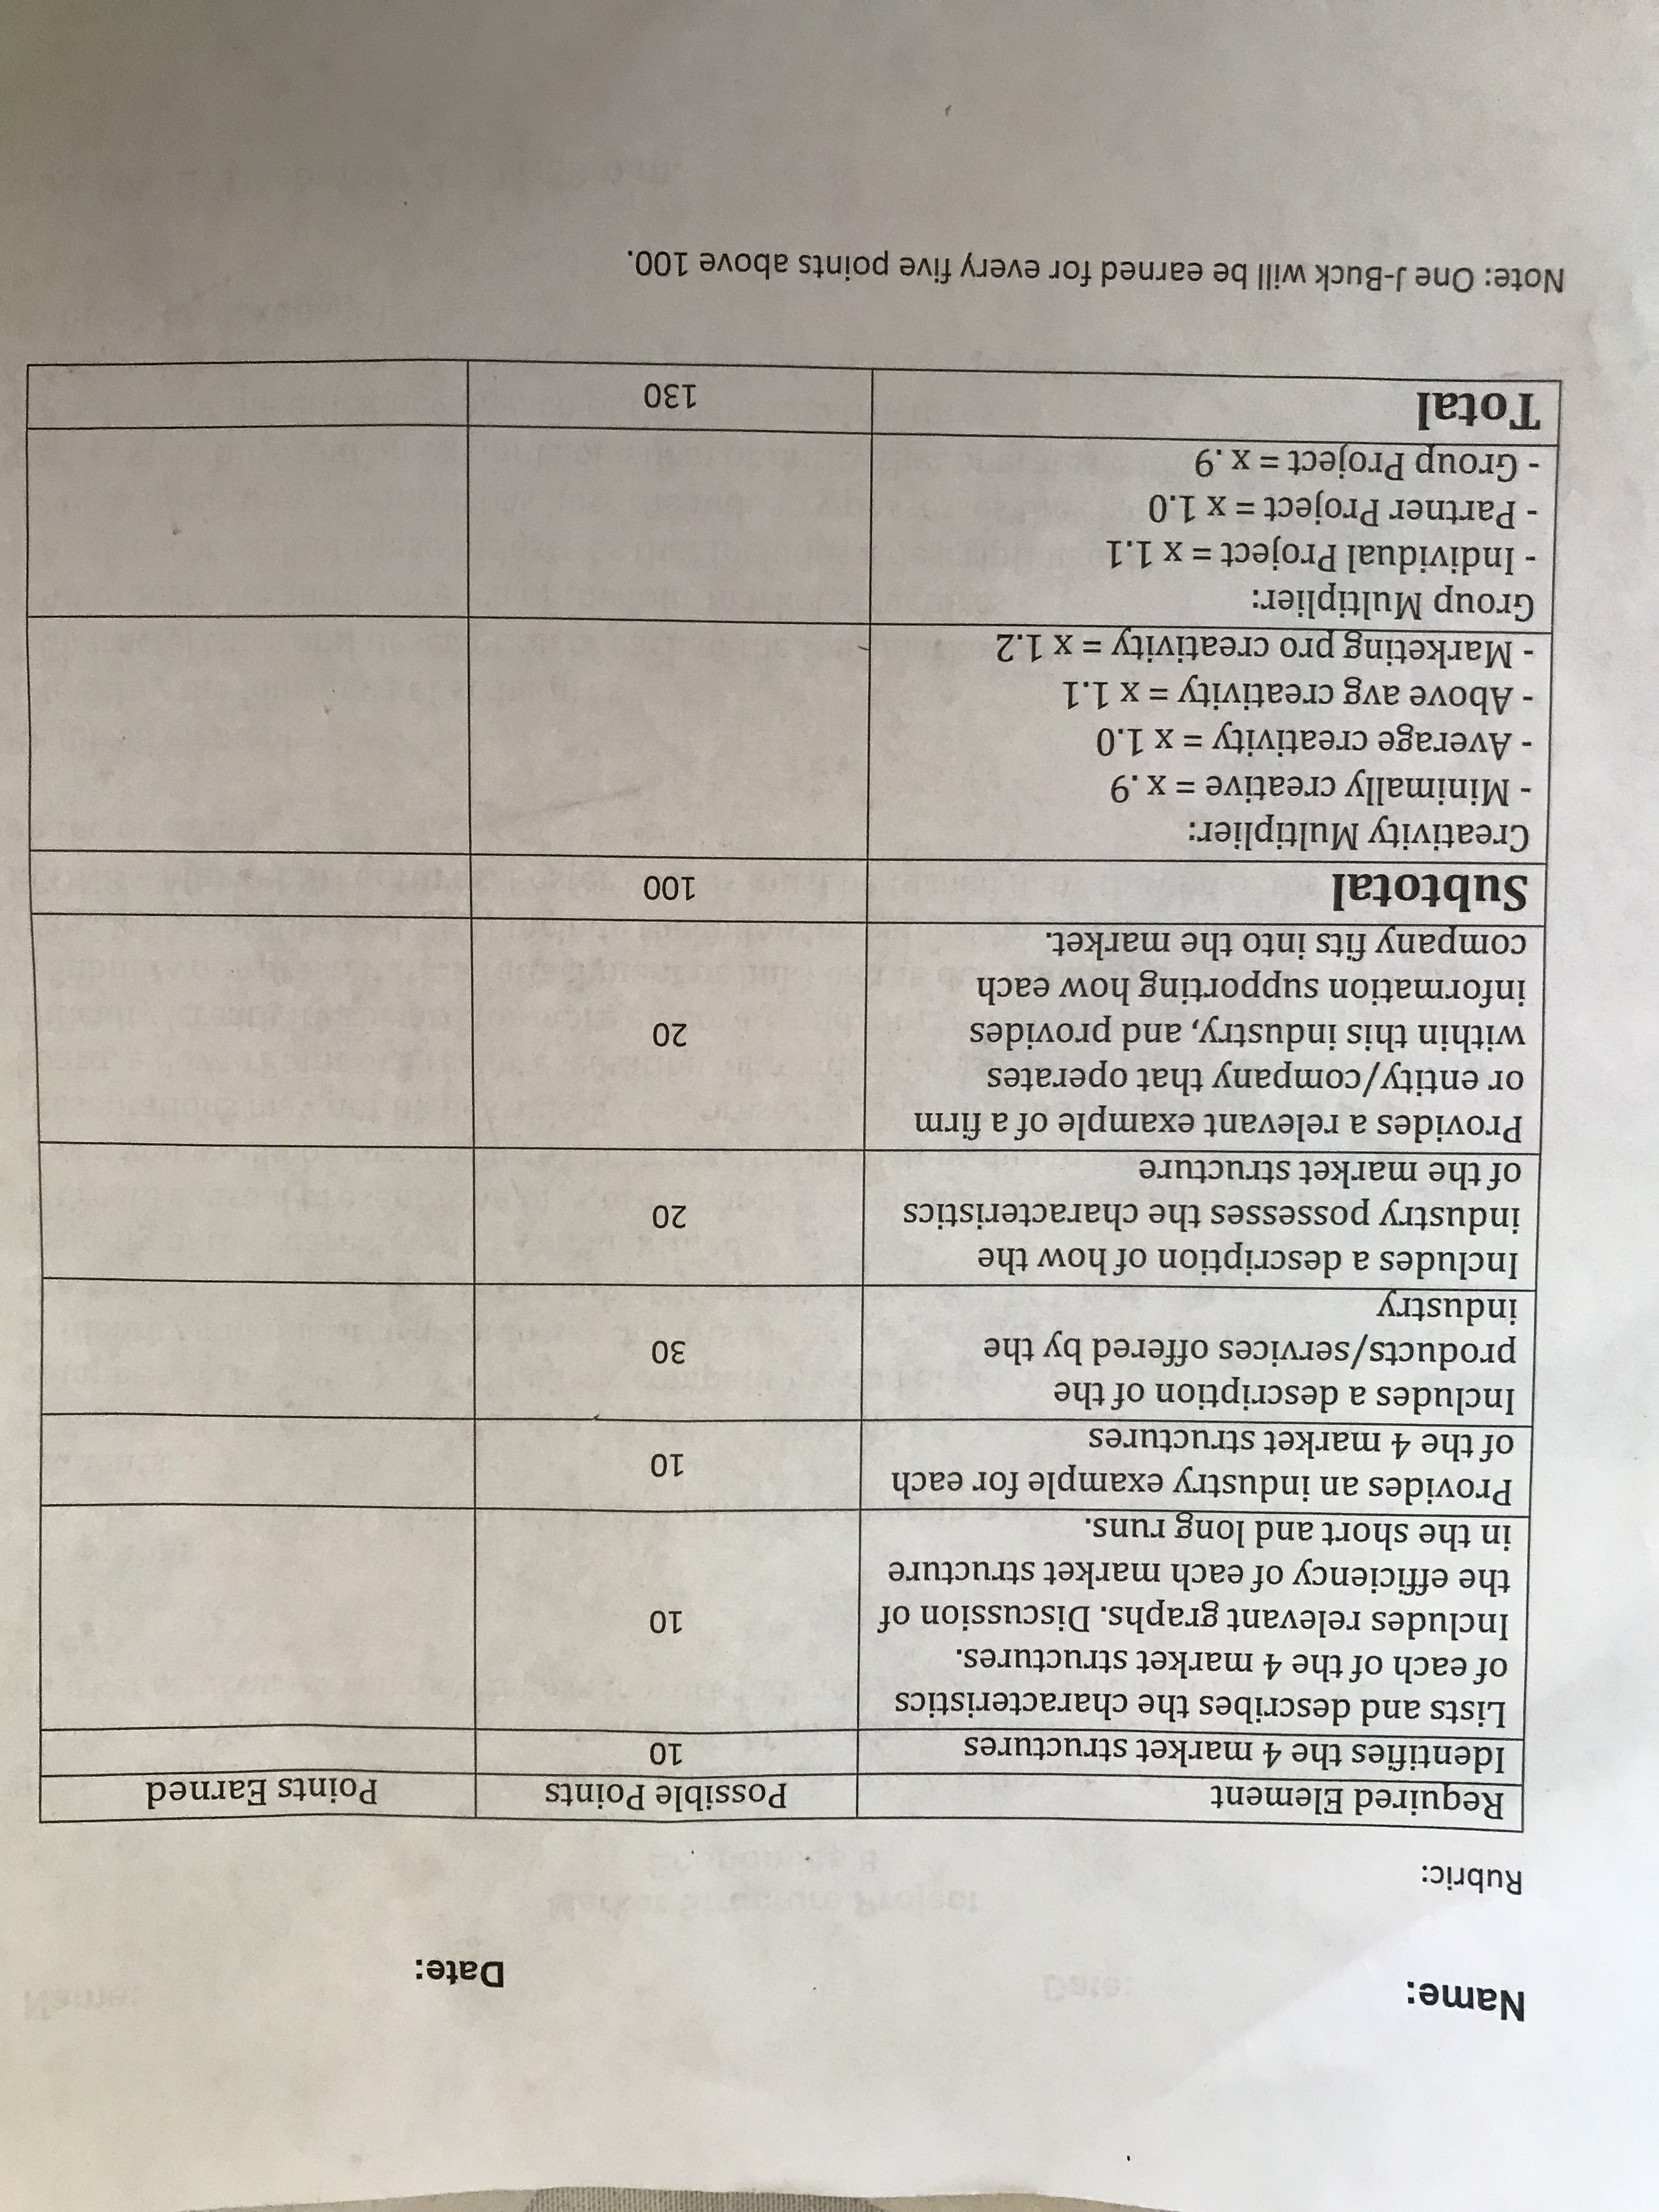 Name:
Date:
Rubric:
Required Element Possible Points Points Earned
Identifies the 4 market structures 10
Lists and describes the characteristics
of each of the 4 market structures.
Includes relevant graphs. Discussion of 10
the efficiency of each market structure
in the short and long runs.
Provides an industry example for each
of the 4 market structures 10
Includes a description of the
products/services offered by the 30
industry
Includes a description of how the
industry possesses the characteristics 20
of the market structure
Provides a relevant example of a firm
or entity/company that operates
within this industry, and provides 20
information supporting how each
company fits into the market.
Subtotal 100
Creativity Multiplier:
- Minimally creative = x .9
- Average creativity = x 1.0
- Above avg creativity = x 1.1
- Marketing pro creativity = x 1.2
Group Multiplier:
- Individual Project = x 1.1
- Partner Project = x 1.0
- Group Project = x .9
Total 130
Note: One J-Buck will be earned for every five points above 100.